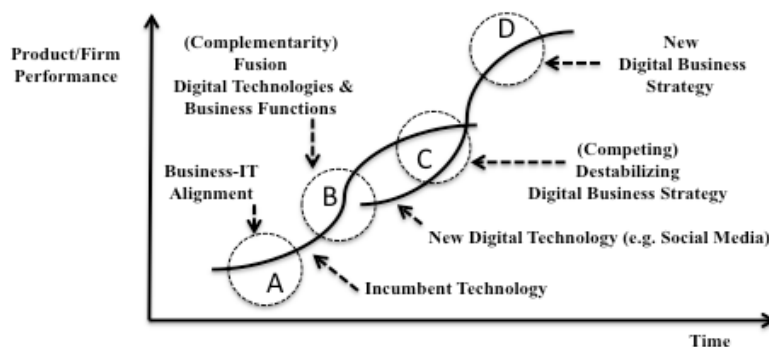 Product/Firm
Performance
(Complementarity)
Fusion
Digital Technologies &
Business Functions
D
New
Digital Business
Strategy
Business-IT
Alignment
B
C
(Competing)
Destabilizing
Digital Business Strategy
New Digital Technology (e.g. Social Media)
A
Incumbent Technology
Time